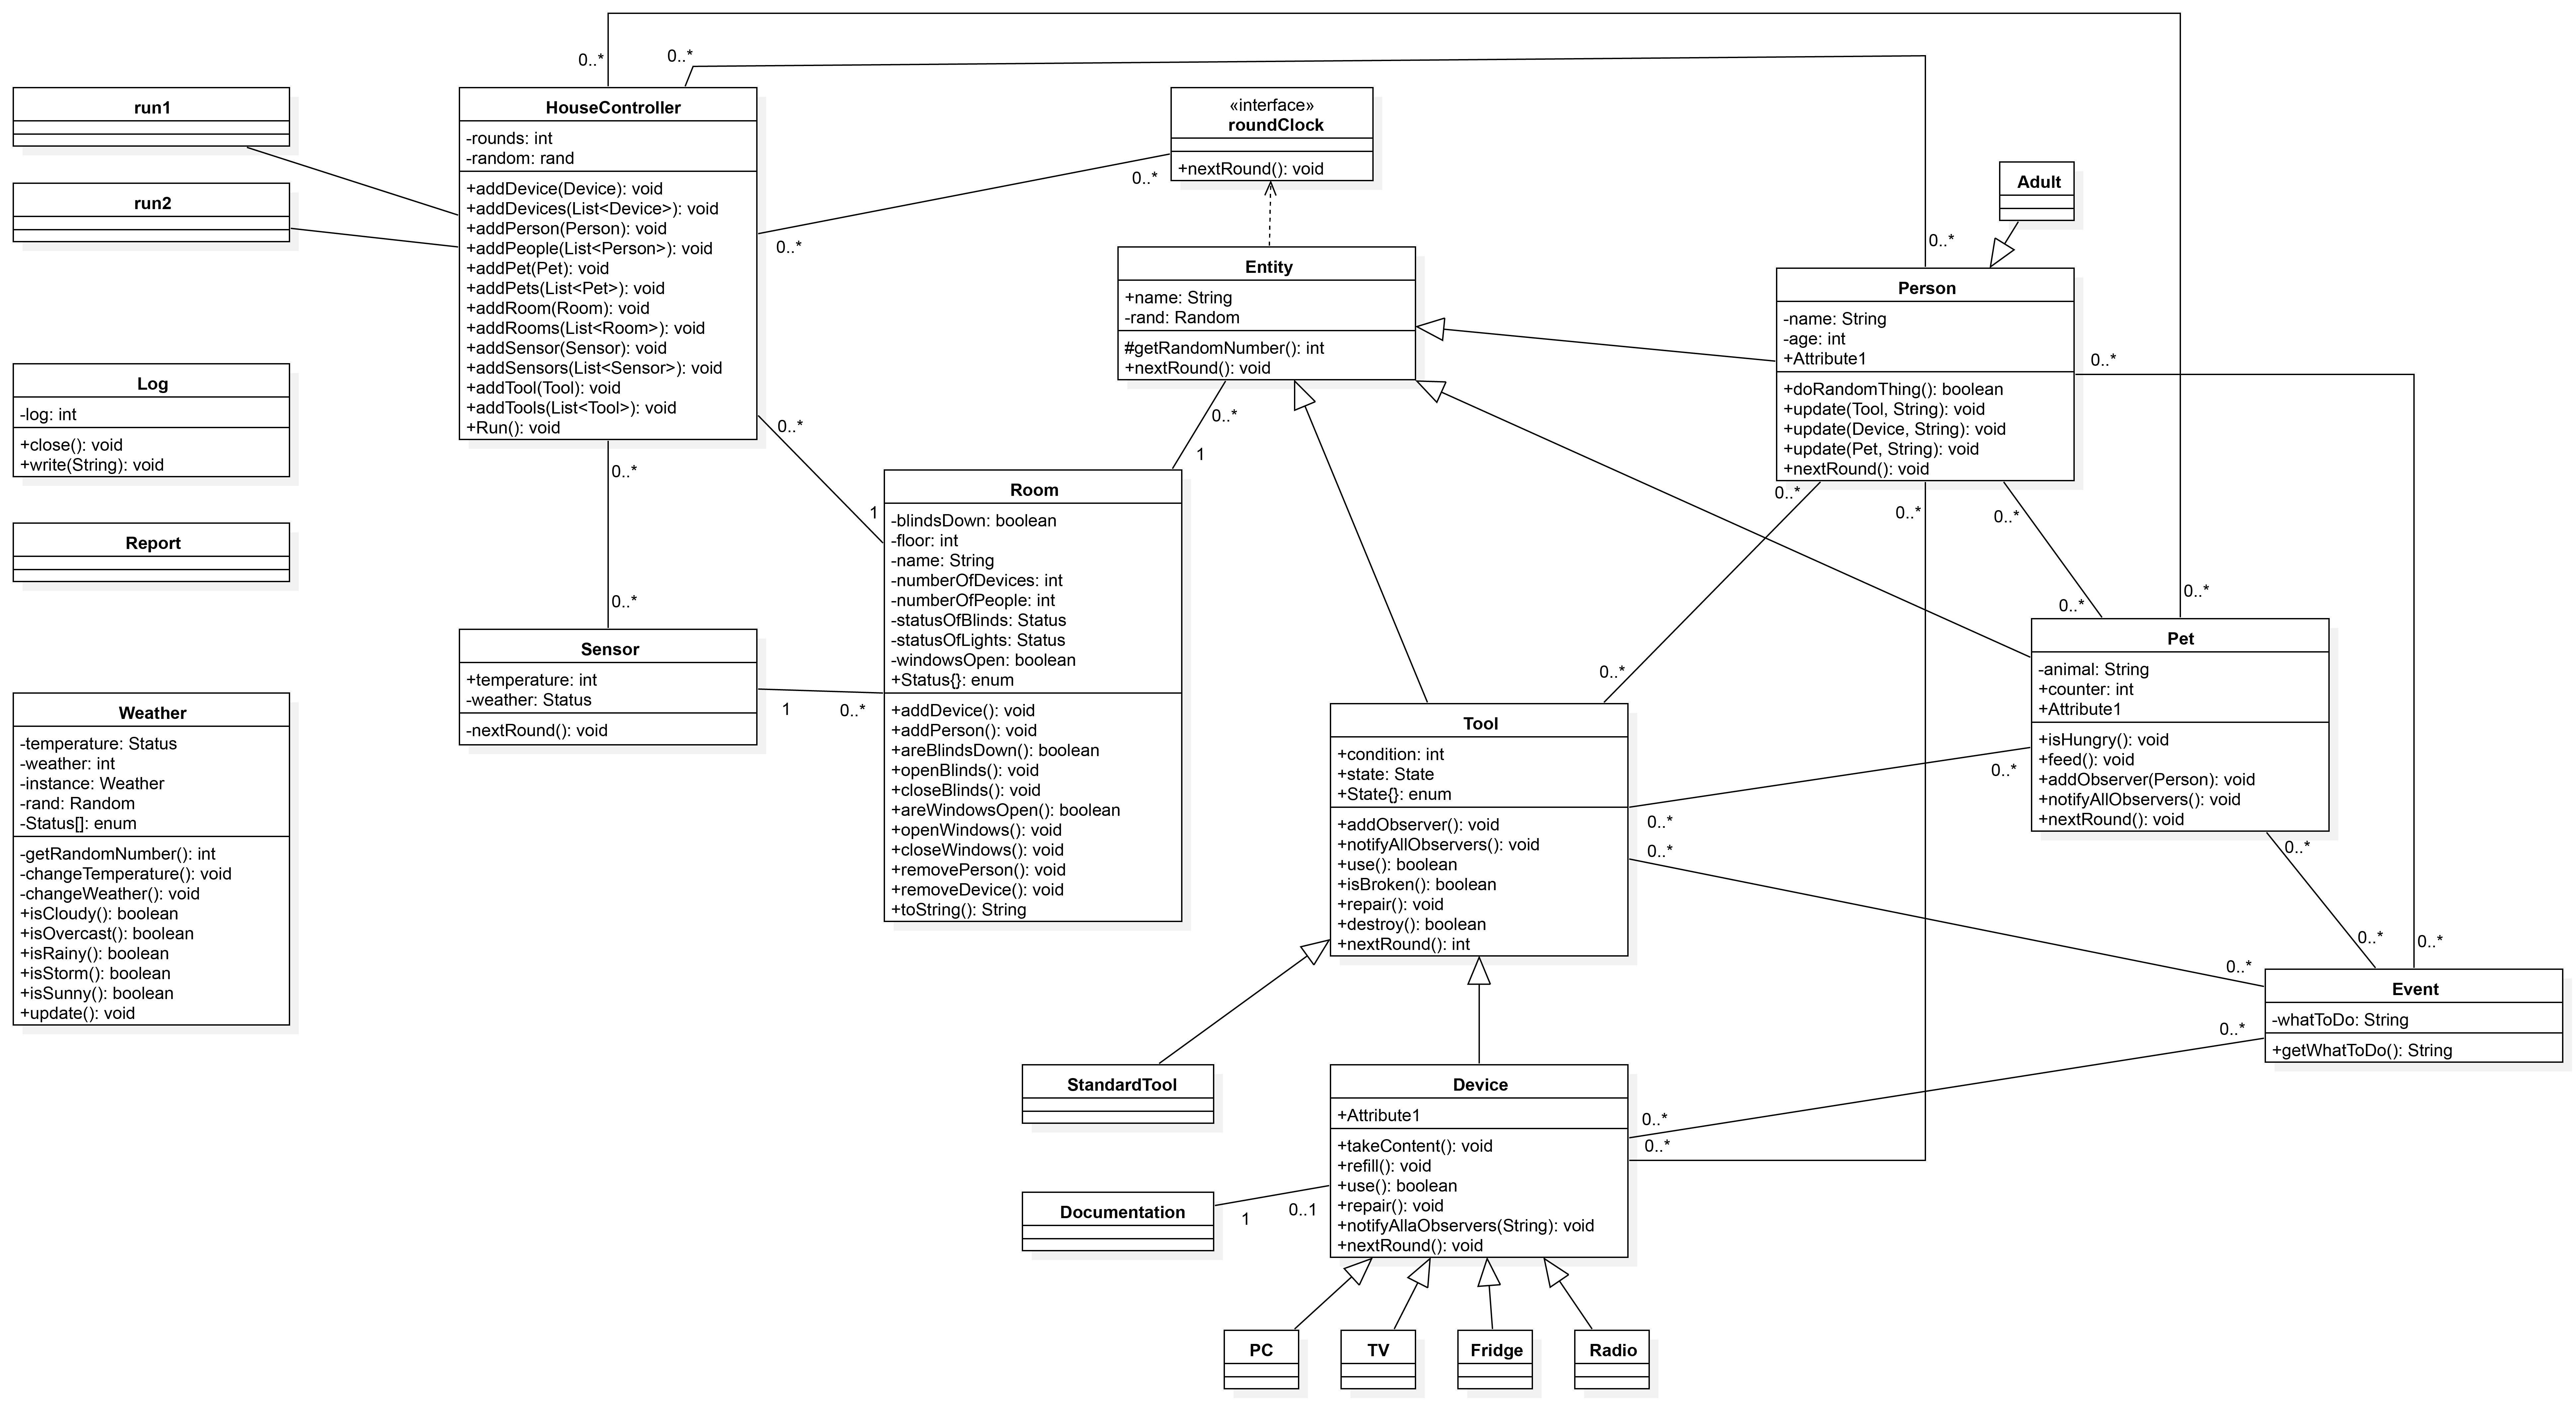 0..*
0..*
run1
HouseController
-rounds: int
-random: rand
+addDevice(Device): void
+addDevices(List<Device>): void
+addPerson(Person): void
+addPeople(List<Person>): void
+addPet(Pet): void
+addPets(List<Pet>): void
+addRoom(Room): void
+addRooms(List<Room>): void
+addSensor(Sensor): void
+addSensors(List<Sensor>): void
+addTool(Tool): void
+addTools(List<Tool>): void
+Run(): void
«interface»
roundClock
+nextRound(): void
0..*
0..*
run2
Adult
0..*
Entity
+name: String
-rand: Random
#getRandomNumber(): int
+nextRound(): void
Person
-name: String
-age: int
+Attribute1
+doRandomThing(): boolean
+update(Tool, String): void
+update(Device, String): void
+update(Pet, String): void
+nextRound(): void
0..*
Log
-log: int
+close(): void
+write(String): void
0..*
0..*
1
0..*
1
0..*
0..*
0..*
Report
Room
-blindsDown: boolean
-floor: int
-name: String
-numberOfDevices: int
-numberOfPeople: int
-statusOfBlinds: Status
-statusOfLights: Status
-windowsOpen: boolean
+Status{}: enum
+addDevice(): void
+addPerson(): void
+areBlindsDown(): boolean
+openBlinds(): void
+closeBlinds(): void
+areWindowsOpen(): boolean
+openWindows(): void
+closeWindows(): void
+removePerson(): void
+removeDevice(): void
+toString(): String
0..*
0..*
0..*
0..*
Sensor
+temperature: int
-weather: Status
-nextRound(): void
1
0..*
Pet
-animal: String
+counter: int
+Attribute1
+isHungry(): void
+feed(): void
+addObserver(Person): void
+notifyAllObservers(): void
+nextRound(): void
Weather
-temperature: Status
-weather: int
-instance: Weather
-rand: Random
-Status[]: enum
-getRandomNumber(): int
-changeTemperature(): void
-changeWeather(): void
+isCloudy(): boolean
+isOvercast(): boolean
+isRainy(): boolean
+isStorm(): boolean
+isSunny(): boolean
+update(): void
Tool
+condition: int
+state: State
+State{}: enum
+addObserver(): void
+notifyAllObservers(): void
+use(): boolean
+isBroken(): boolean
+repair(): void
+destroy(): boolean
+nextRound(): int
0..*
0..*
0..*
0..*
0..*
0..*
0..*
Event
-whatToDo: String
+getWhatToDo(): String
0..*
StandardTool
Device
+Attribute1
+takeContent(): void
+refill(): void
+use(): boolean
+repair(): void
+notifyAllaObservers(String): void
+nextRound(): void
0..*
0..*
Documentation
1
0..1
PC
TV
Fridge
Radio